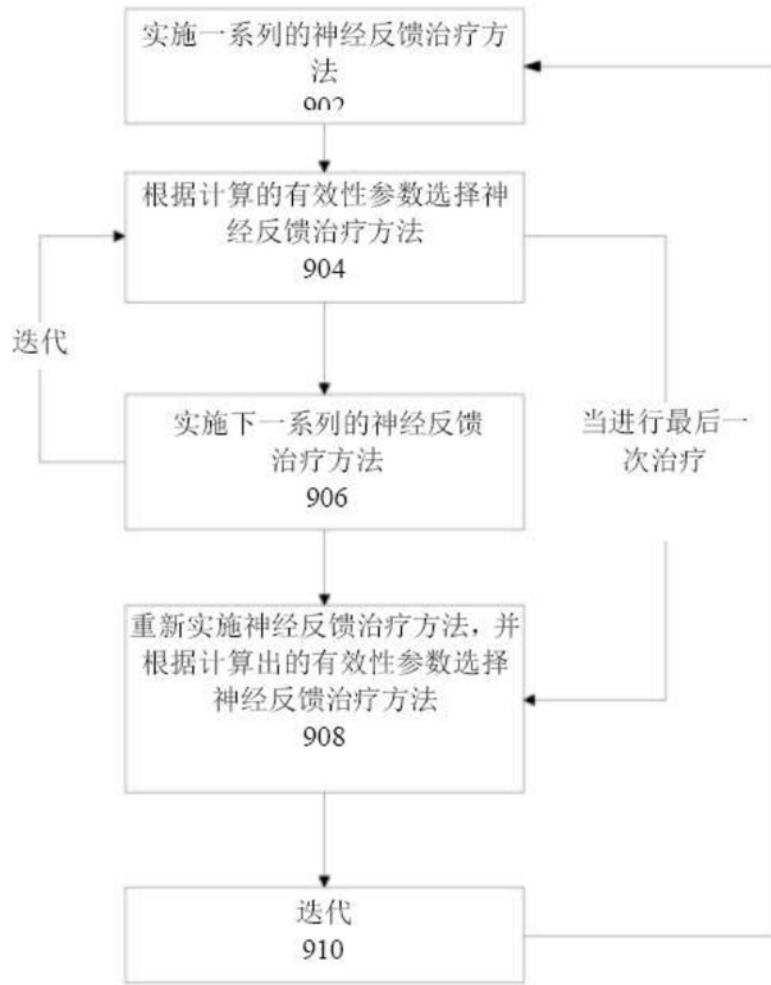 实施一系列的神经反馈治疗方
法
902
根据计算的有效性参数选择神
经反馈治疗方法
904
迭代
实施下一系列的神经反馈
治疗方法
906
当进行最后一
次治疗
重新实施神经反馈治疗方法，并
根据计算出的有效性参数选择
神经反馈治疗方法
908
迭代
910